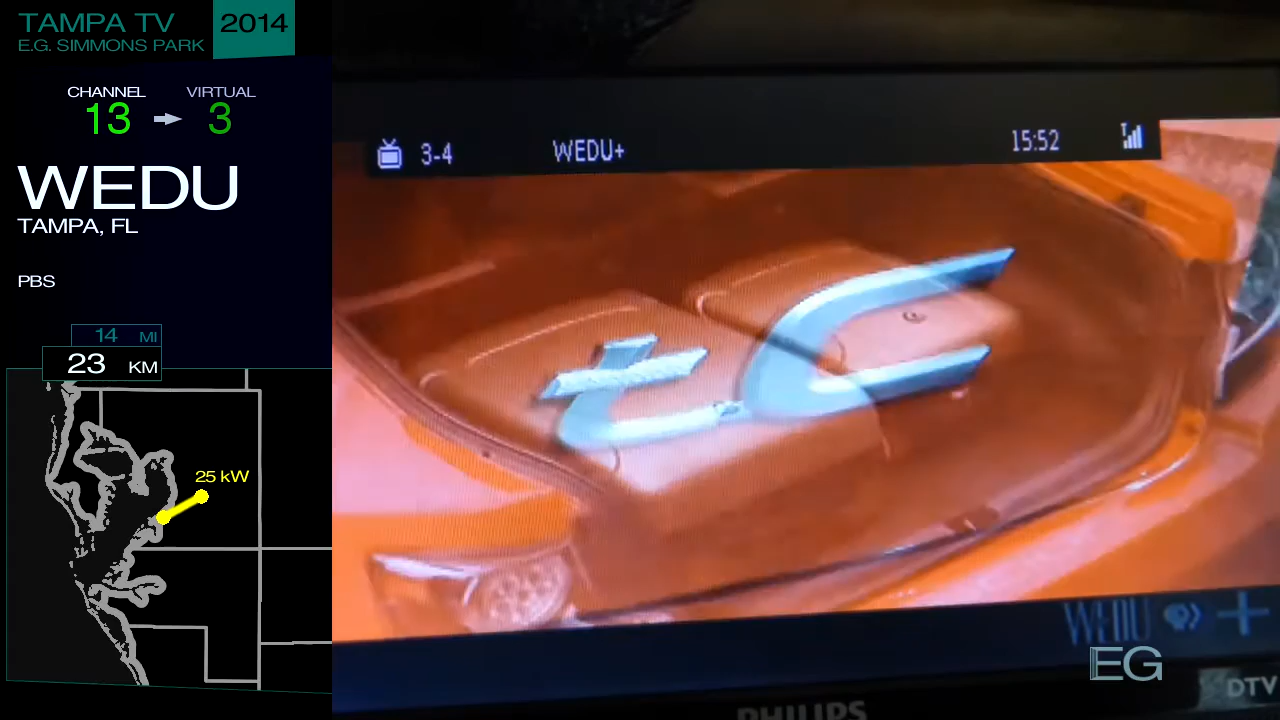 TAMPA TV
E.G. SIMMONS PARK
2014
CHANNEL
VIRTUAL
13
3
WEDU
TAMPA, FL
PBS
14 MI
23 KM
25 kW
3-4
WEDU+
15:52
WEDU
EG
DTV
PHILIPS